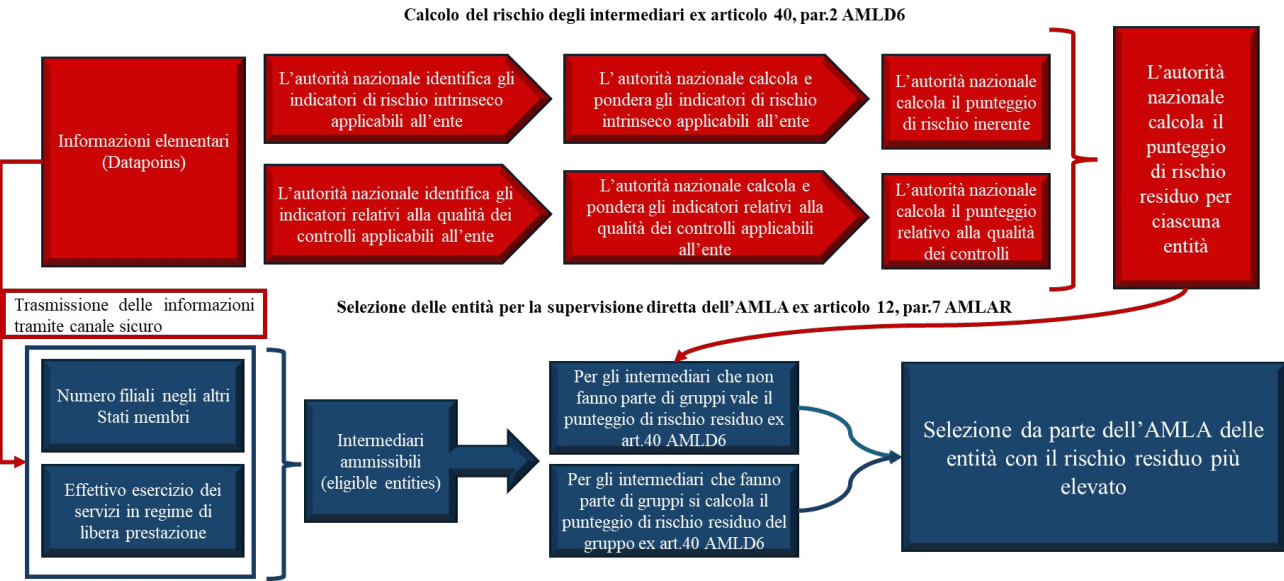 Calcolo del rischio degli intermediari ex articolo 40, par.2 AMLD6
Informazioni elementari
(Datapoins)
L'autorità nazionale identifica gli
indicatori di rischio intrinseco
applicabili all'ente
L' autorità nazionale calcola e
pondera gli indicatori di rischio
intrinseco applicabili all'ente
L'autorità nazionale
calcola il punteggio
di rischio inerente
L'autorità nazionale identifica gli
indicatori relativi alla qualità dei
controlli applicabili all'ente
L'autorità nazionale calcola e
pondera gli indicatori relativi alla
qualità dei controlli applicabili
all'ente
L'autorità nazionale
calcola il punteggio
relativo alla qualità
dei controlli
L'autorità
nazionale
calcola il
punteggio
di rischio
residuo per
ciascuna
entità
Trasmissione delle informazioni
tramite canale sicuro
Selezione delle entità per la supervisione diretta dell'AMLA ex articolo 12, par.7 AMLAR
Numero filiali negli altri
Stati membri
Effettivo esercizio dei
servizi in regime di
libera prestazione
Intermediari
ammissibili
(eligible entities)
Per gli intermediari che non
fanno parte di gruppi vale il
punteggio di rischio residuo ex
art.40 AMLD6
Per gli intermediari che fanno
parte di gruppi si calcola il
punteggio di rischio residuo del
gruppo ex art.40 AMLD6
Selezione da parte dell'AMLA delle
entità con il rischio residuo più
elevato